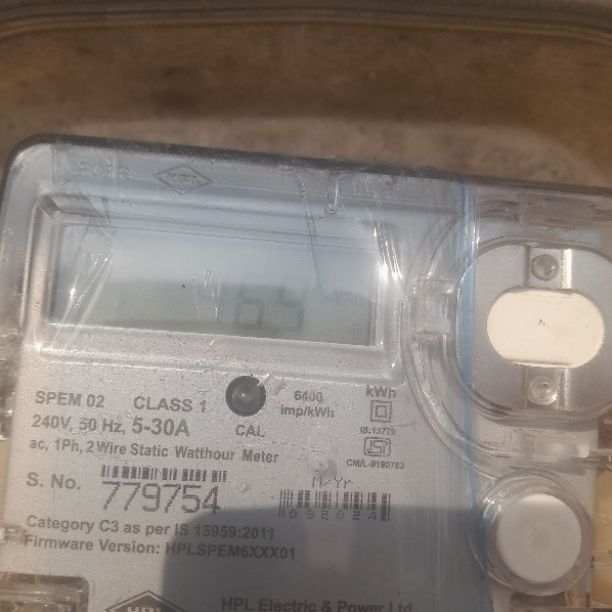 SPEM 02 CLASS 1 6400 kWh
240V, 50 Hz, 5-30A CAL imp/kWh IS.13779
ac, 1Ph, 2 Wire Static Watthour Meter
CM/L-9190783
S. No. 779754 M/Yr
Category C3 as per IS 15959:2011
Firmware Version: HPLSPEM6XXX01
HPL HPL Electric & Power Ltd